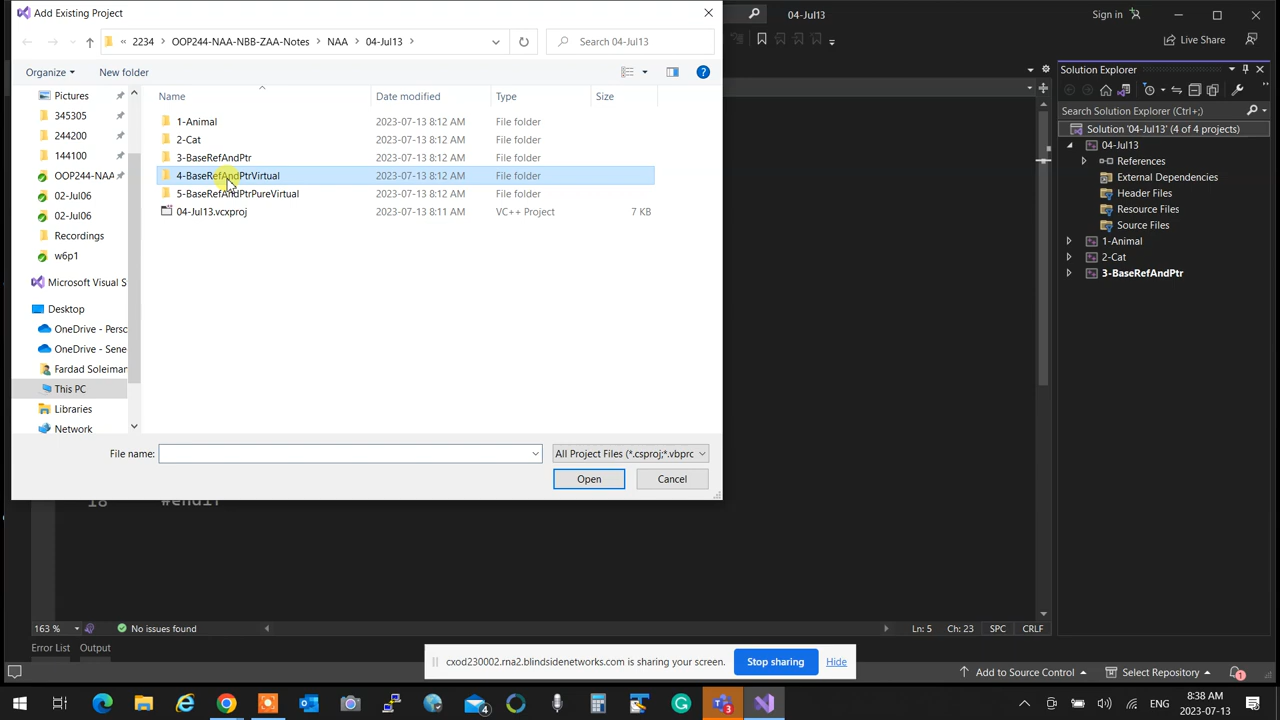 Add Existing Project
04-Jul13
Sign in
« 2234 > OOP244-NAA-NBB-ZAA-Notes > NAA > 04-Jul13 >
Search 04-Jul13
Live Share
Organize
New folder
Solution Explorer
Name
Date modified
Type
Size
Search Solution Explorer (Ctrl+;)
Pictures
345305
244200
144100
OOP244-NAA
02-Jul06
02-Jul06
Recordings
w6p1
Microsoft Visual S
Desktop
OneDrive - Perso
OneDrive - Sene
Fardad Soleiman
This PC
Libraries
Network
1-Animal 2023-07-13 8:12 AM File folder
2-Cat 2023-07-13 8:12 AM File folder
3-BaseRefAndPtr 2023-07-13 8:12 AM File folder
4-BaseRefAndPtrVirtual 2023-07-13 8:12 AM File folder
5-BaseRefAndPtrPureVirtual 2023-07-13 8:12 AM File folder
04-Jul13.vcxproj 2023-07-13 8:11 AM VC++ Project 7 KB
Solution '04-Jul13' (4 of 4 projects)
04-Jul13
References
External Dependencies
Header Files
Resource Files
Source Files
1-Animal
2-Cat
3-BaseRefAndPtr
File name:
All Project Files (*.csproj;*.vbprc
Open
Cancel
18 #endif
163 %
No issues found
Ln: 5 Ch: 23 SPC CRLF
Error List Output
cxod230002.rna2.blindsidenetworks.com is sharing your screen.
Stop sharing
Hide
Add to Source Control
Select Repository
1
4
3
ENG
8:38 AM
2023-07-13